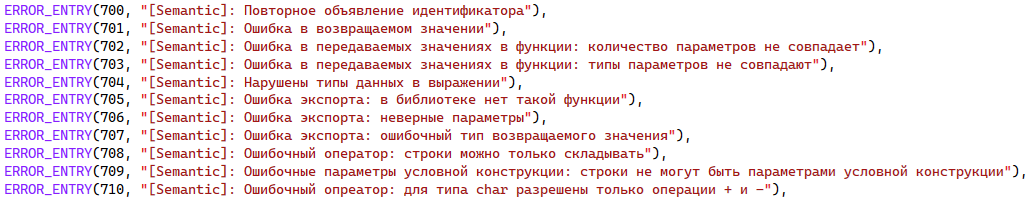 ERROR_ENTRY(700, "[Semantic]: Повторное объявление идентификатора"),
ERROR_ENTRY(701, "[Semantic]: Ошибка в возвращаемом значении"),
ERROR_ENTRY(702, "[Semantic]: Ошибка в передаваемых значениях в функции: количество параметров не совпадает"),
ERROR_ENTRY(703, "[Semantic]: Ошибка в передаваемых значениях в функции: типы параметров не совпадают"),
ERROR_ENTRY(704, "[Semantic]: Нарушены типы данных в выражении"),
ERROR_ENTRY(705, "[Semantic]: Ошибка экспорта: в библиотеке нет такой функции"),
ERROR_ENTRY(706, "[Semantic]: Ошибка экспорта: неверные параметры"),
ERROR_ENTRY(707, "[Semantic]: Ошибка экспорта: ошибочный тип возвращаемого значения"),
ERROR_ENTRY(708, "[Semantic]: Ошибочный оператор: строки можно только складывать"),
ERROR_ENTRY(709, "[Semantic]: Ошибочные параметры условной конструкции: строки не могут быть параметрами условной конструкции"),
ERROR_ENTRY(710, "[Semantic]: Ошибочный опреатор: для типа char разрешены только операции + и -"),